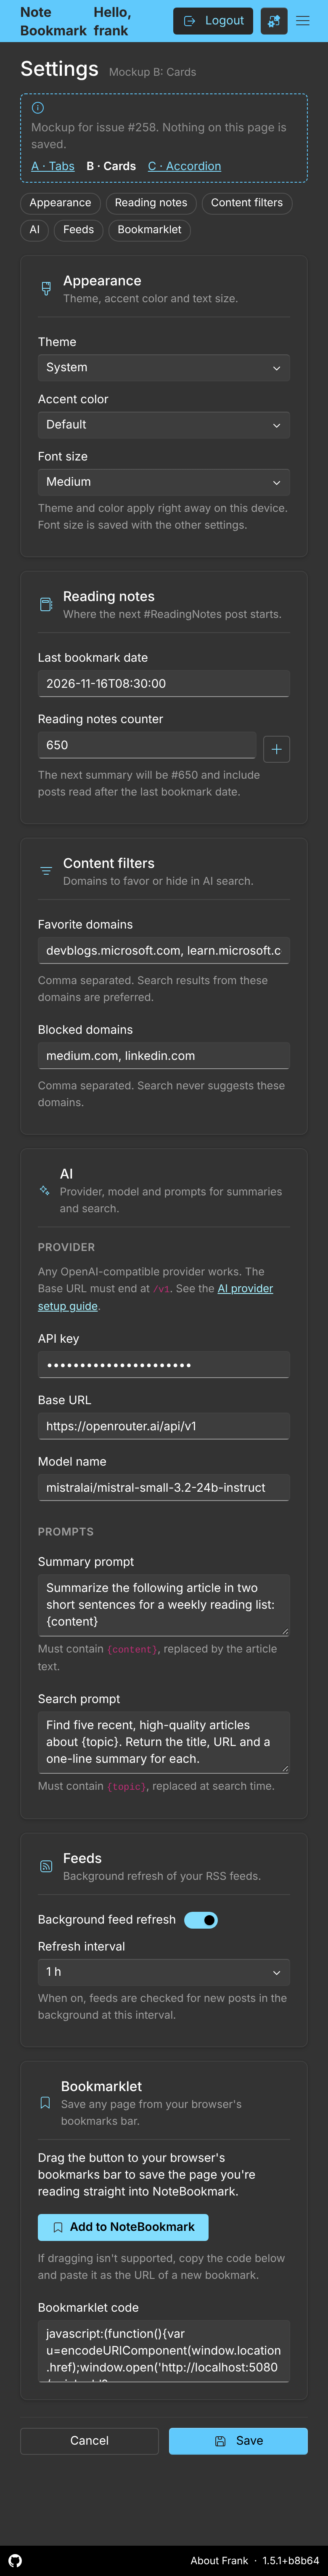 Note Bookmark
Hello, frank
Logout
Settings Mockup B: Cards
Mockup for issue #258. Nothing on this page is
saved.
A · Tabs B · Cards C · Accordion
Appearance Reading notes Content filters
AI Feeds Bookmarklet
Appearance
Theme, accent color and text size.
Theme
System
Accent color
Default
Font size
Medium
Theme and color apply right away on this device.
Font size is saved with the other settings.
Reading notes
Where the next #ReadingNotes post starts.
Last bookmark date
2026-11-16T08:30:00
Reading notes counter
650
The next summary will be #650 and include
posts read after the last bookmark date.
Content filters
Domains to favor or hide in AI search.
Favorite domains
devblogs.microsoft.com, learn.microsoft.c
Comma separated. Search results from these
domains are preferred.
Blocked domains
medium.com, linkedin.com
Comma separated. Search never suggests these
domains.
AI
Provider, model and prompts for summaries
and search.
PROVIDER
Any OpenAI-compatible provider works. The
Base URL must end at /v1. See the AI provider
setup guide.
API key
••••••••••••••••••••••
Base URL
https://openrouter.ai/api/v1
Model name
mistralai/mistral-small-3.2-24b-instruct
PROMPTS
Summary prompt
Summarize the following article in two
short sentences for a weekly reading list:
{content}
Must contain {content}, replaced by the article
text.
Search prompt
Find five recent, high-quality articles
about {topic}. Return the title, URL and a
one-line summary for each.
Must contain {topic}, replaced at search time.
Feeds
Background refresh of your RSS feeds.
Background feed refresh
Refresh interval
1 h
When on, feeds are checked for new posts in the
background at this interval.
Bookmarklet
Save any page from your browser's
bookmarks bar.
Drag the button to your browser's
bookmarks bar to save the page you're
reading straight into NoteBookmark.
Add to NoteBookmark
If dragging isn't supported, copy the code below
and paste it as the URL of a new bookmark.
Bookmarklet code
javascript:(function(){var
u=encodeURIComponent(window.location
.href);window.open('http://localhost:5080
Cancel Save
About Frank · 1.5.1+b8b64